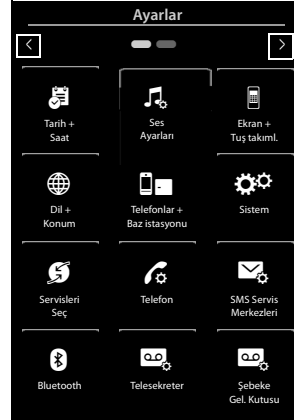 Ayarlar
Tarih +
Saat
Ses
Ayarları
Ekran +
Tuş takıml.
Dil +
Konum
Telefonlar +
Baz istasyonu
Sistem
Servisleri
Seç
Telefon
SMS Servis
Merkezleri
Bluetooth
Telesekreter
Şebeke
Gel. Kutusu